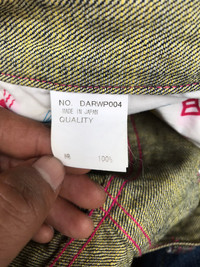 NO. DARWP004
MADE IN JAPAN
QUALITY
綿 100%